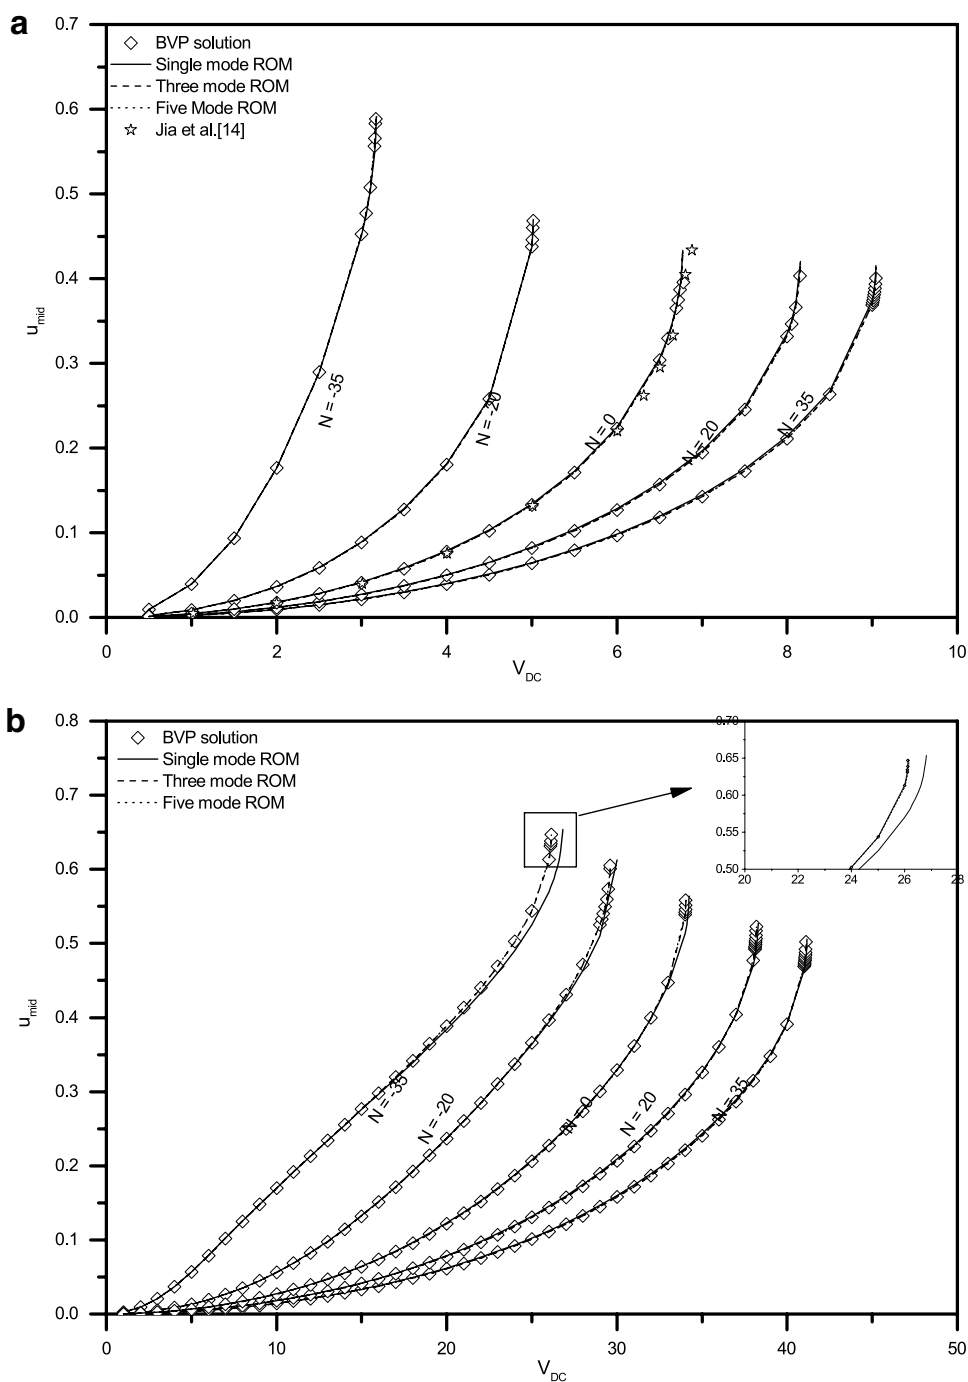 a
0.7
0.6
0.5
0.4
0.3
0.2
0.1
0.0
u_mid
BVP solution
Single mode ROM
Three mode ROM
Five Mode ROM
Jia et al.[14]
N = -35
N = -20
N = 0
N = 20
N = 35
0 2 4 6 8 10
V_DC
b
0.8
0.7
0.6
0.5
0.4
0.3
0.2
0.1
0.0
u_mid
BVP solution
Single mode ROM
Three mode ROM
Five mode ROM
0.70
0.65
0.60
0.55
0.50
20 22 24 26 28
N = -35
N = -20
N = 0
N = 20
N = 35
0 10 20 30 40 50
V_DC